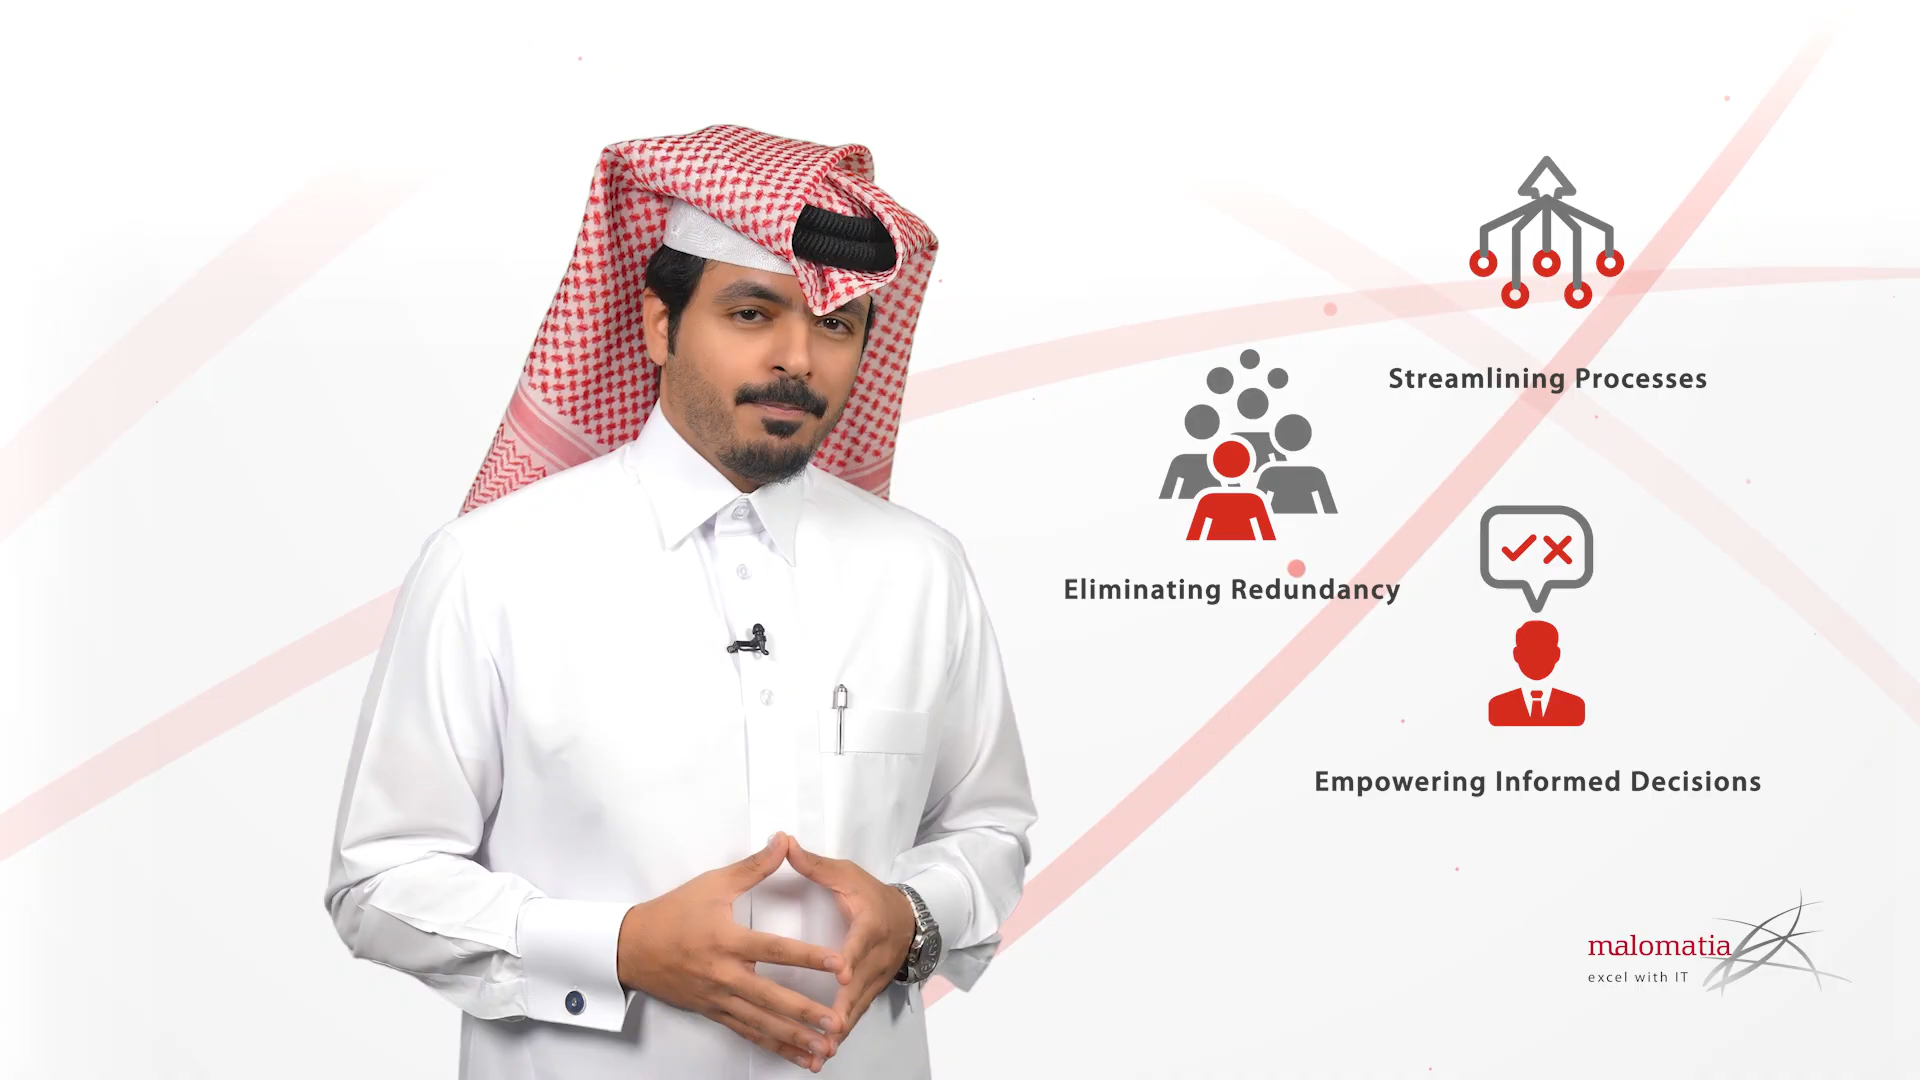 Streamlining Processes
Eliminating Redundancy
Empowering Informed Decisions
malomatia
excel with IT